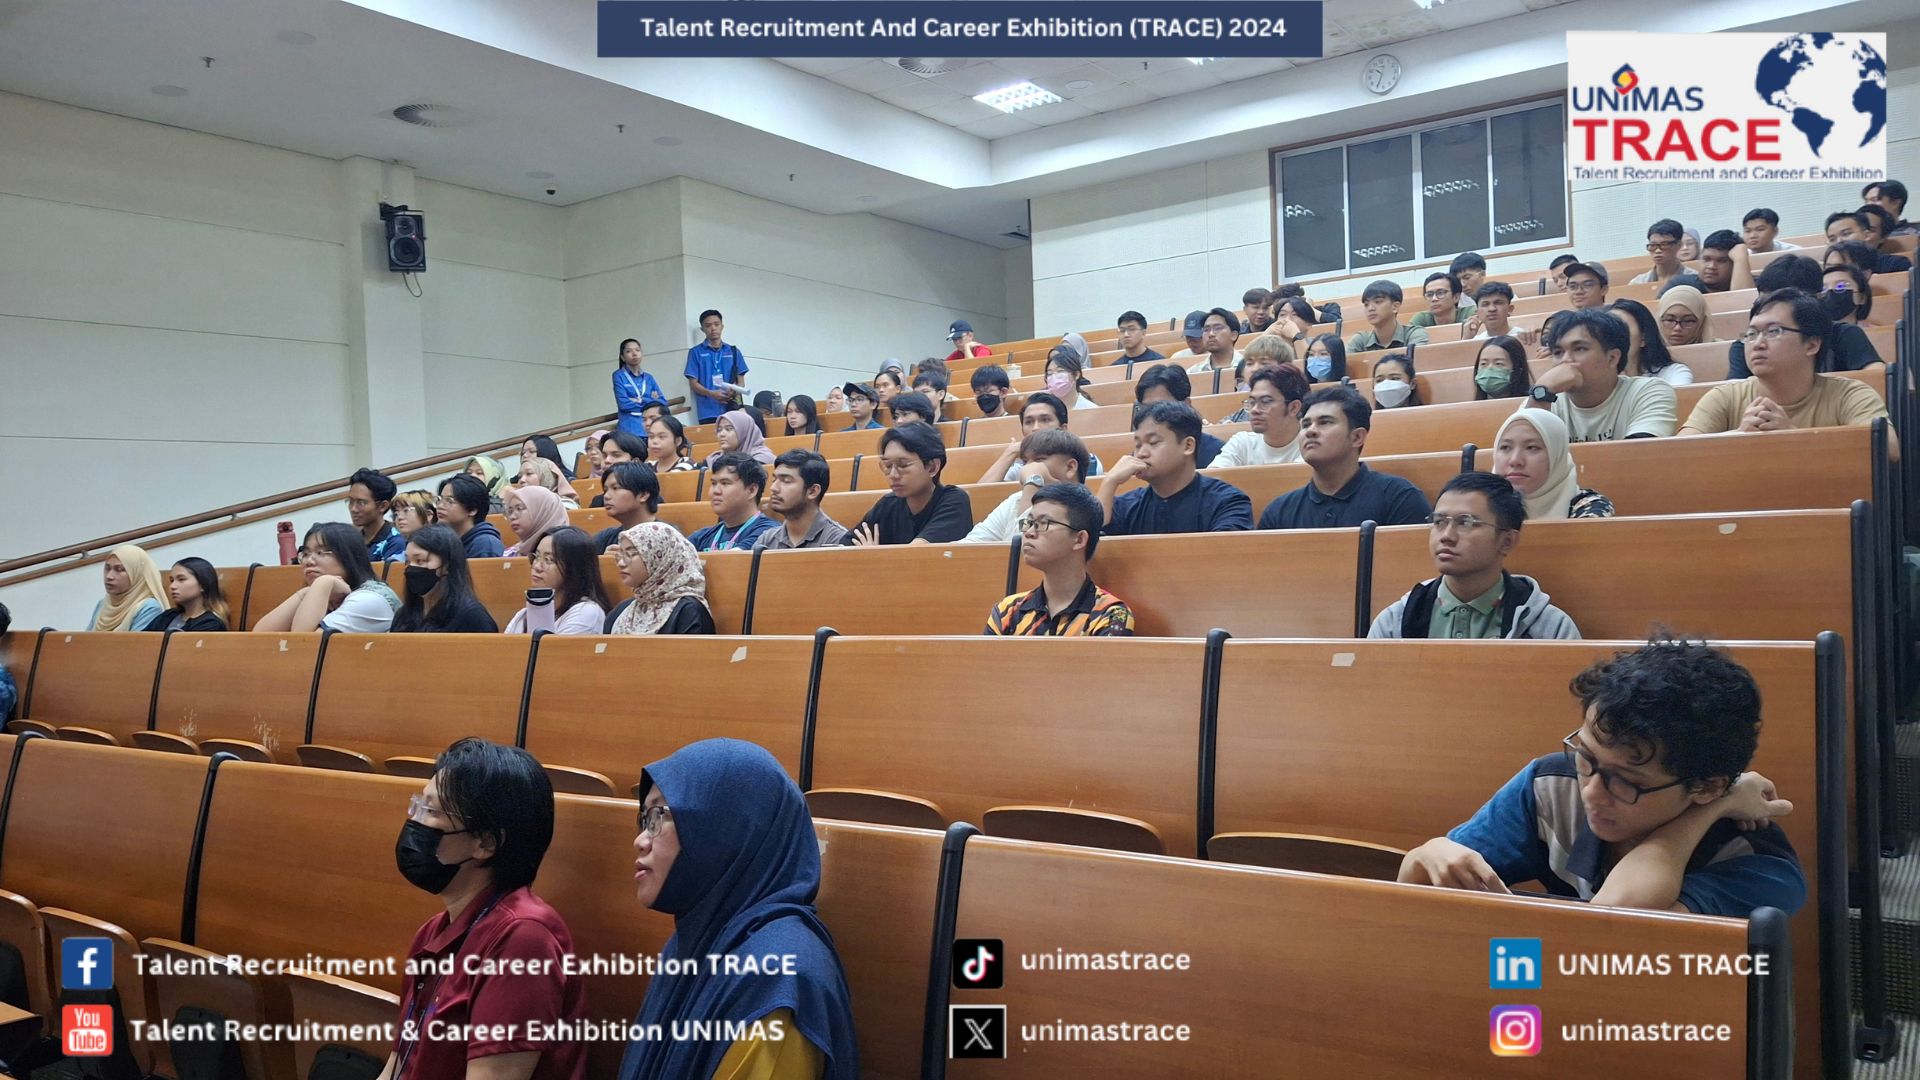 Talent Recruitment And Career Exhibition (TRACE) 2024
UNIMAS
TRACE
Talent Recruitment and Career Exhibition
Talent Recruitment and Career Exhibition TRACE
unimastrace
UNIMAS TRACE
You
Tube
Talent Recruitment & Career Exhibition UNIMAS
unimastrace
unimastrace